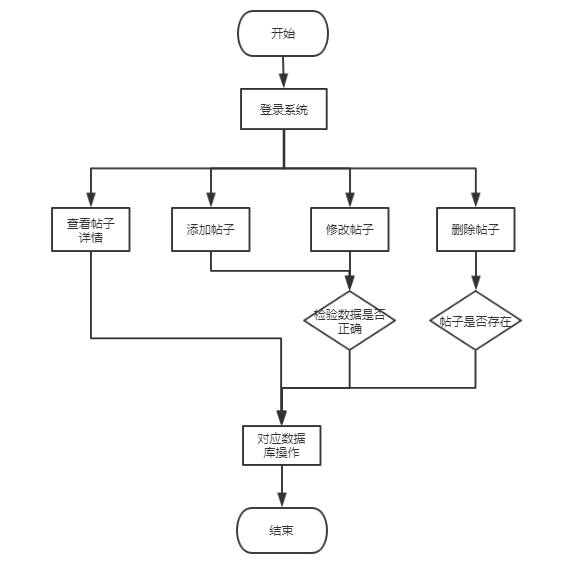 开始
登录系统
查看帖子
详情
添加帖子
修改帖子
删除帖子
检验数据是否
正确
帖子是否存在
对应数据
库操作
结束